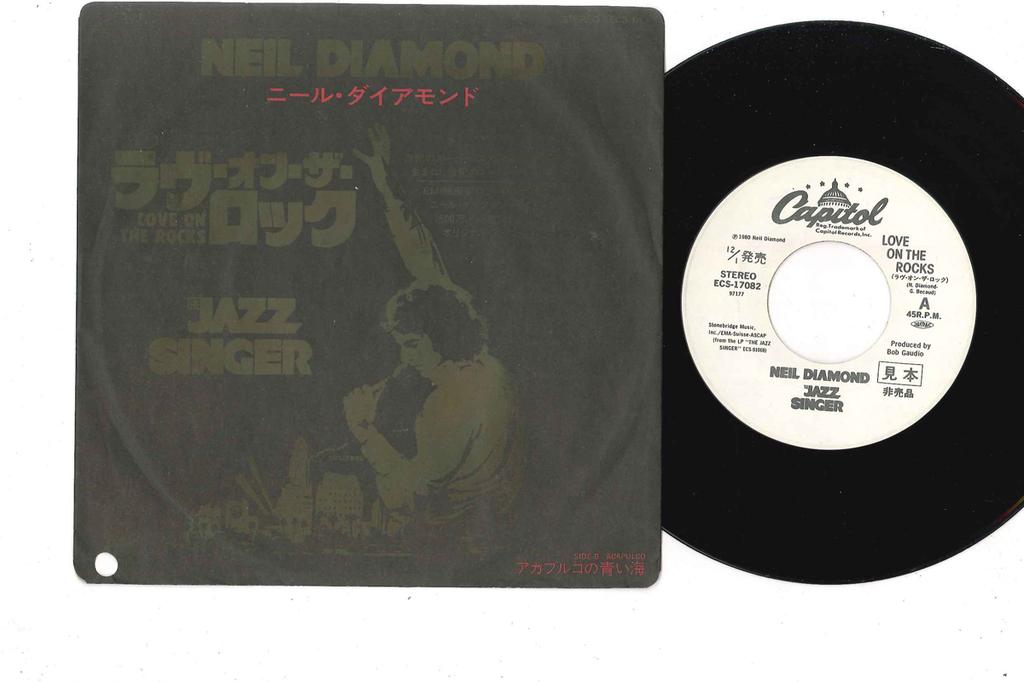 NEIL DIAMOND
ニール・ダイアモンド
ラヴ・オン・ザ・
ロック
LOVE ON
THE ROCKS
THE JAZZ
SINGER
SIDE-B ACAPULCO
アカプルコの青い海
Capitol
Reg. Trademark of
Capitol Records, Inc.
℗1980 Neil Diamond
12/1発売
STEREO
ECS-17082
97177
LOVE
ON THE
ROCKS
(ラヴ・オン・ザ・ロック)
(N. Diamond-
G. Becaud)
A
45R.P.M.
JASRAC
Stonebridge Music,
Inc./EMA-Suisse-ASCAP
(from the LP "THE JAZZ
SINGER" ECS-91008)
Produced by
Bob Gaudio
NEIL DIAMOND
THE JAZZ
SINGER
見本
非売品